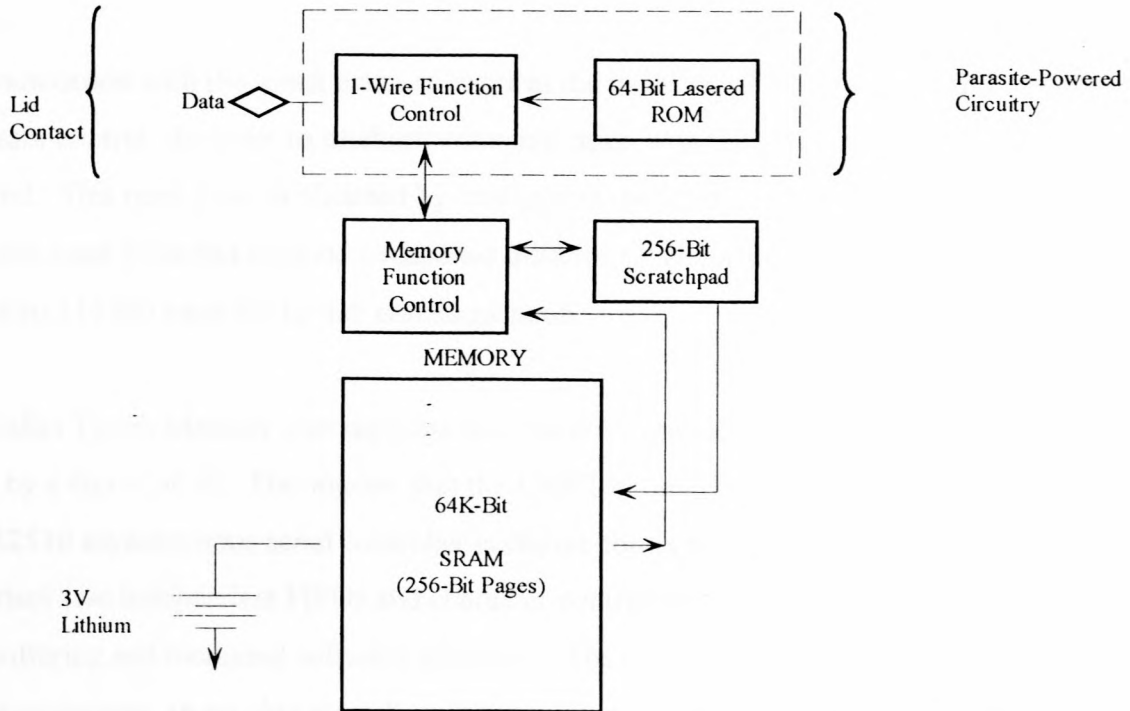 Lid
Contact
Data
1-Wire Function
Control
64-Bit Lasered
ROM
Parasite-Powered
Circuitry
Memory
Function
Control
256-Bit
Scratchpad
MEMORY
64K-Bit
SRAM
(256-Bit Pages)
3V
Lithium